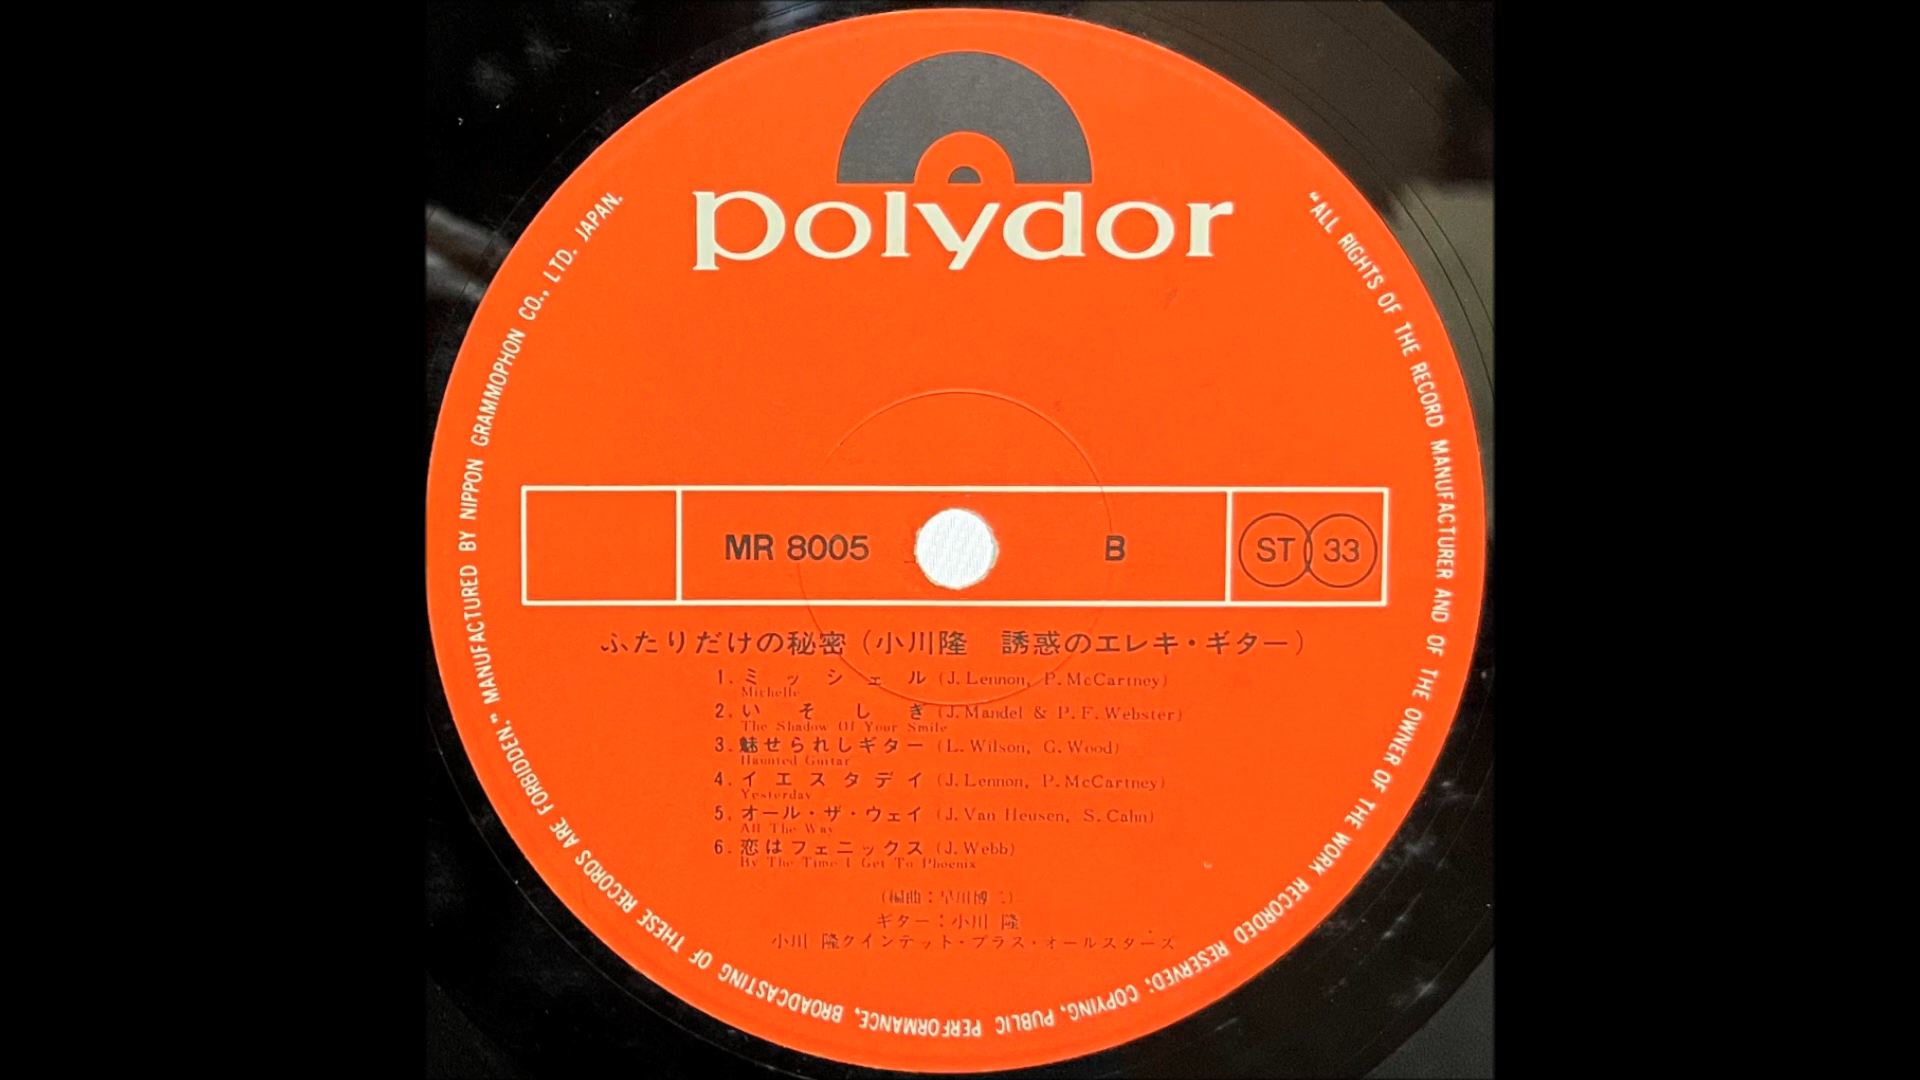 polydor
MR 8005
B
ST 33
ふたりだけの秘密（小川隆　誘惑のエレキ・ギター）
1. ミッシェル (J. Lennon, P. McCartney)
Michelle
2. いそしぎ (J. Mandel & P. F. Webster)
The Shadow Of Your Smile
3. 魅せられしギター (L. Wilson, G. Wood)
Haunted Guitar
4. イエスタデイ (J. Lennon, P. McCartney)
Yesterday
5. オール・ザ・ウェイ (J. Van Heusen, S. Cahn)
All The Way
6. 恋はフェニックス (J. Webb)
By The Time I Get To Phoenix
(編曲：早川博二)
ギター：小川 隆
小川 隆クインテット・プラス・オールスターズ
"ALL RIGHTS OF THE RECORD MANUFACTURER AND OF THE OWNER OF THE WORK RECORDED RESERVED; COPYING, PUBLIC PERFORMANCE, BROADCASTING OF THESE RECORDS ARE FORBIDDEN." MANUFACTURED BY NIPPON GRAMMOPHON CO., LTD. JAPAN.